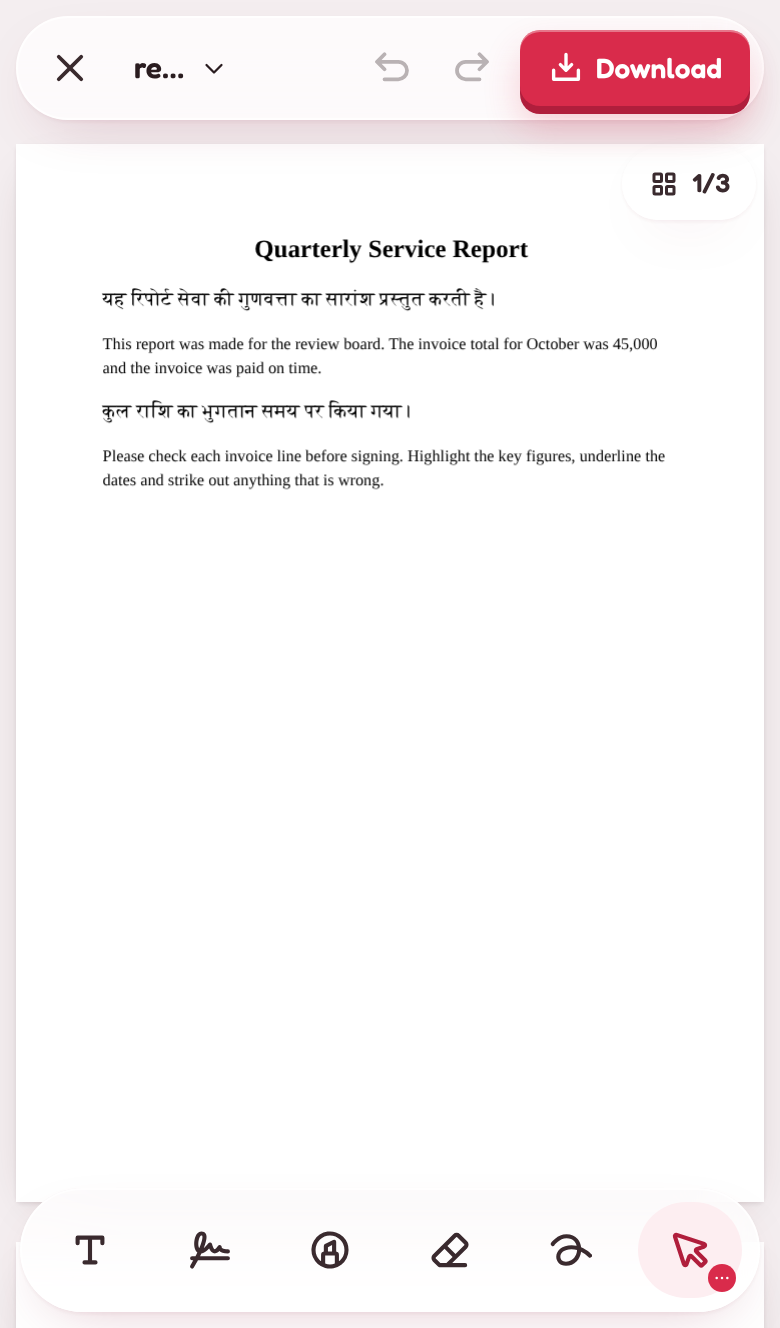 re...
Download
1/3
Quarterly Service Report
यह रिपोर्ट सेवा की गुणवत्ता का सारांश प्रस्तुत करती है।
This report was made for the review board. The invoice total for October was 45,000
and the invoice was paid on time.
कुल राशि का भुगतान समय पर किया गया।
Please check each invoice line before signing. Highlight the key figures, underline the
dates and strike out anything that is wrong.